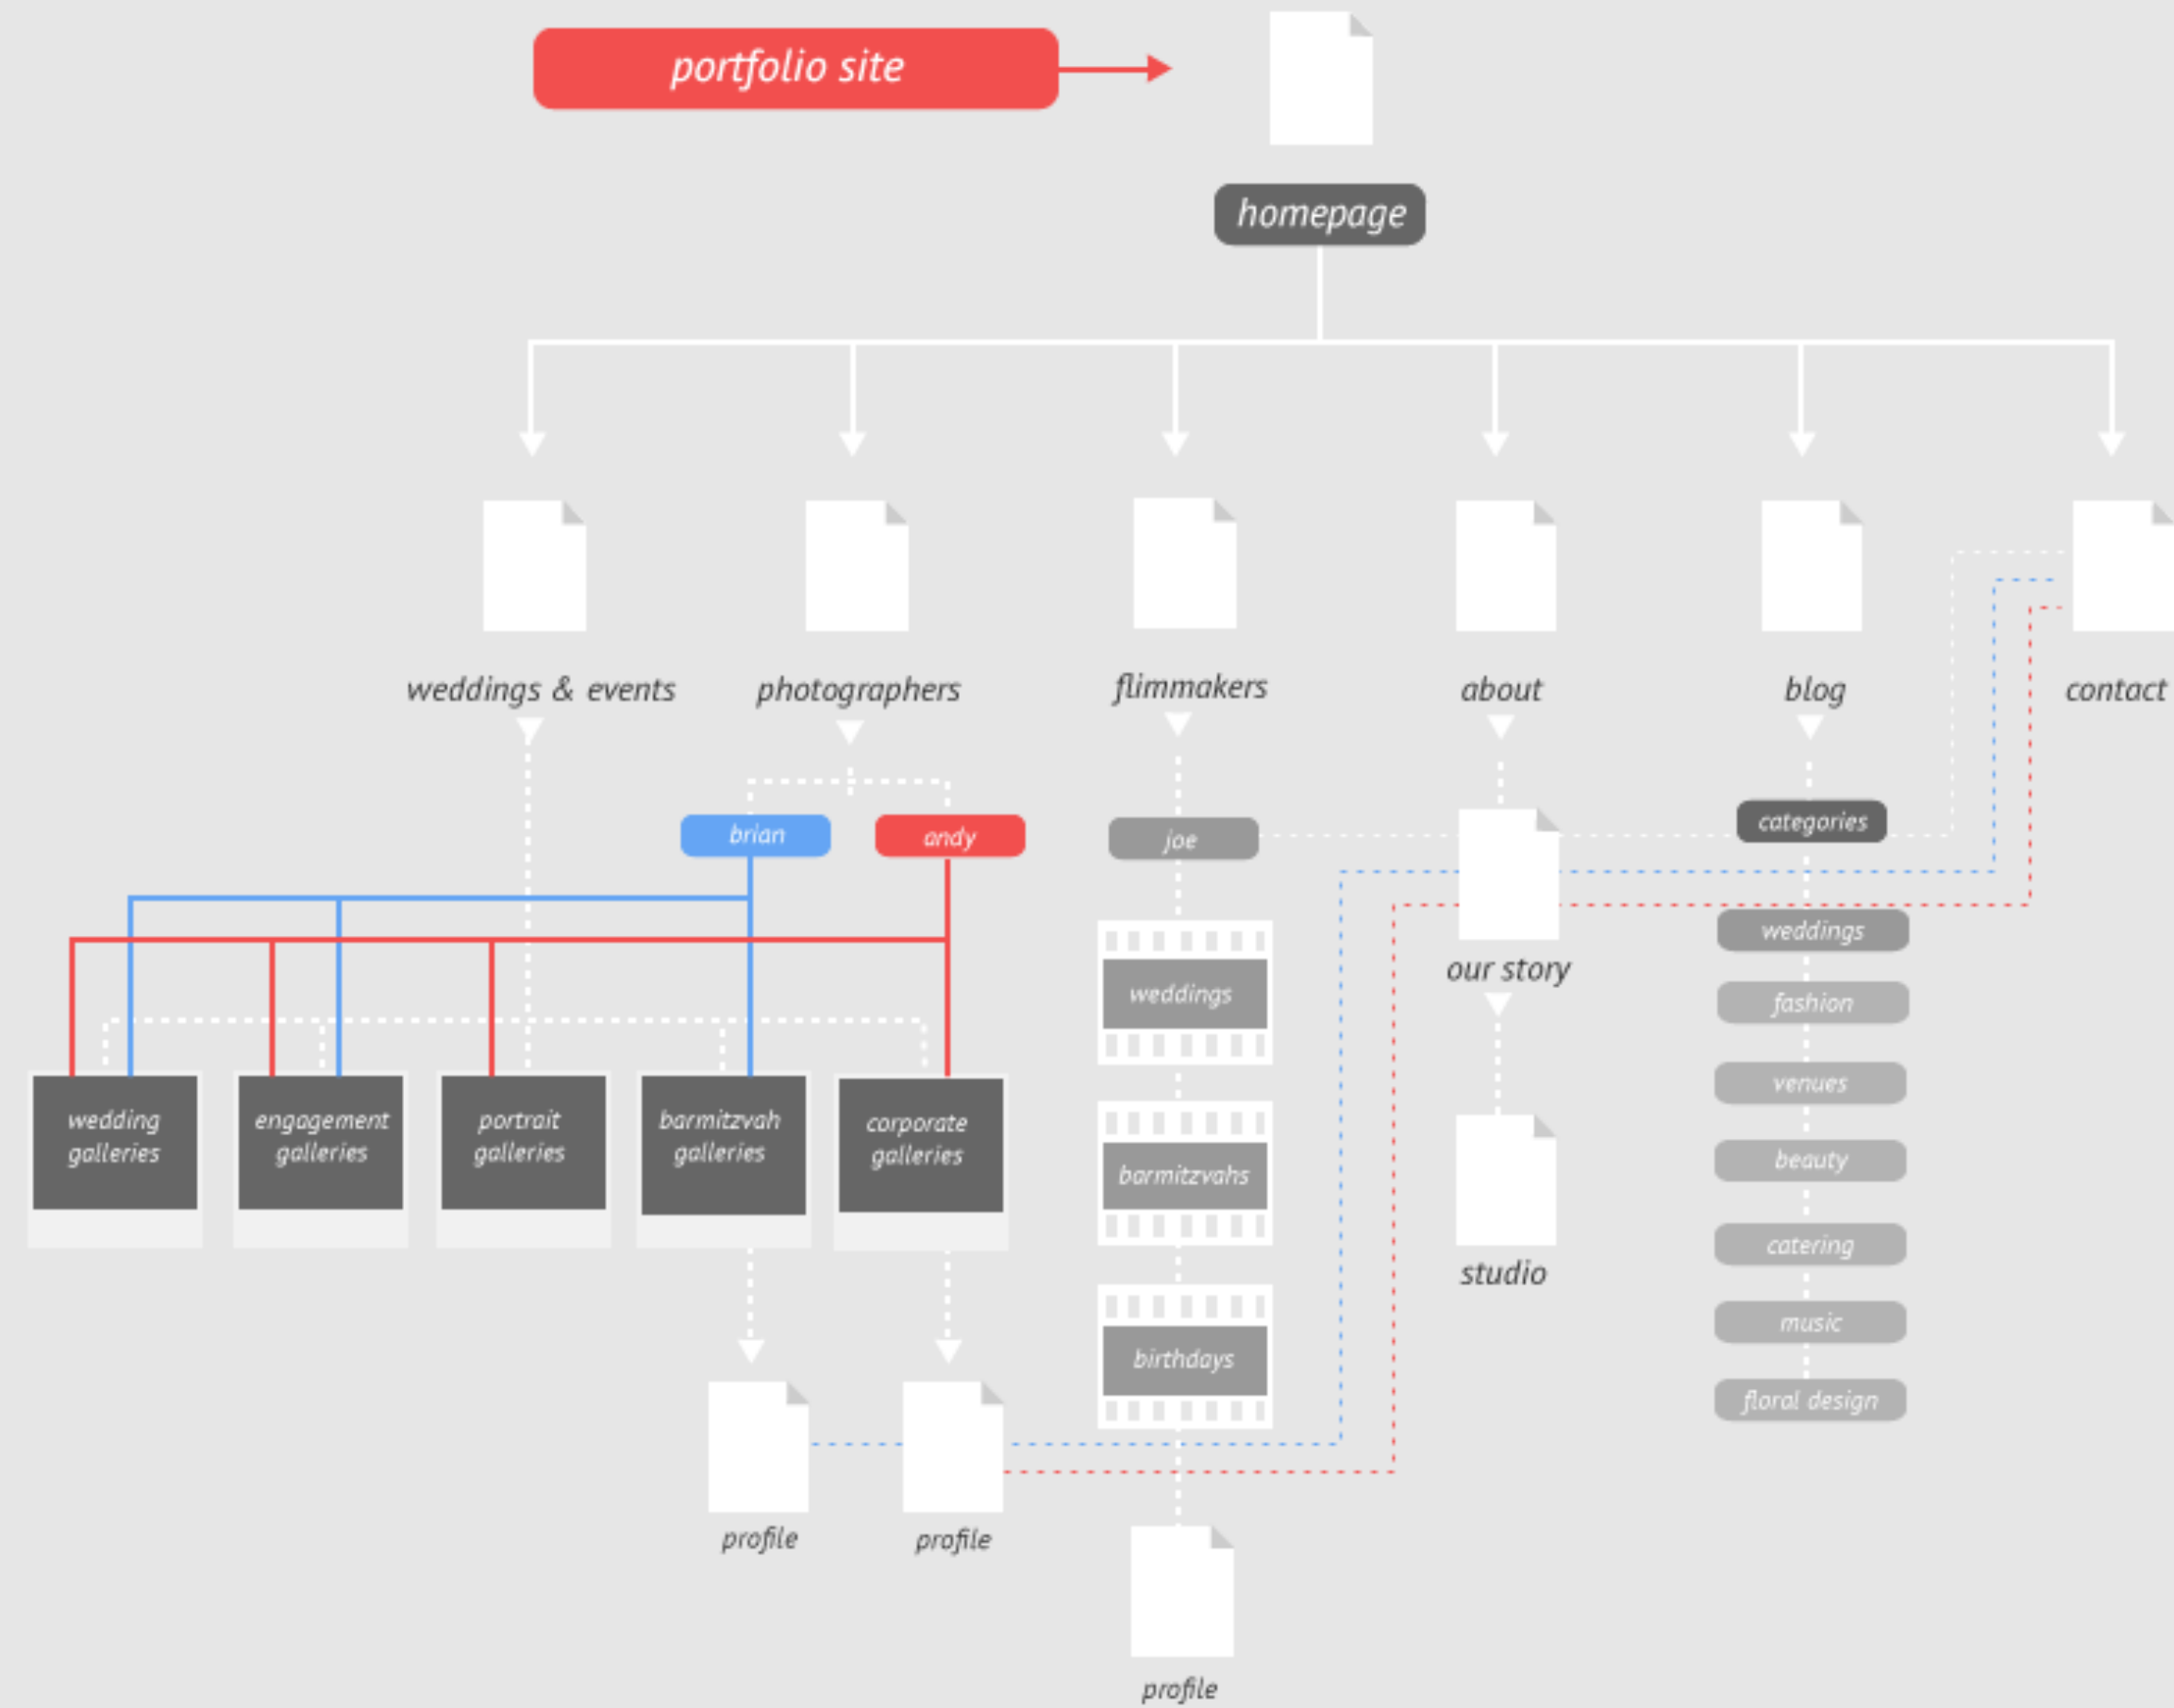 portfolio site
homepage
weddings & events
photographers
flimmakers
about
blog
contact
brian
andy
joe
categories
weddings
our story
weddings
fashion
venues
beauty
catering
music
floral design
wedding
galleries
engagement
galleries
portrait
galleries
barmitzvah
galleries
corporate
galleries
barmitzvahs
birthdays
studio
profile
profile
profile